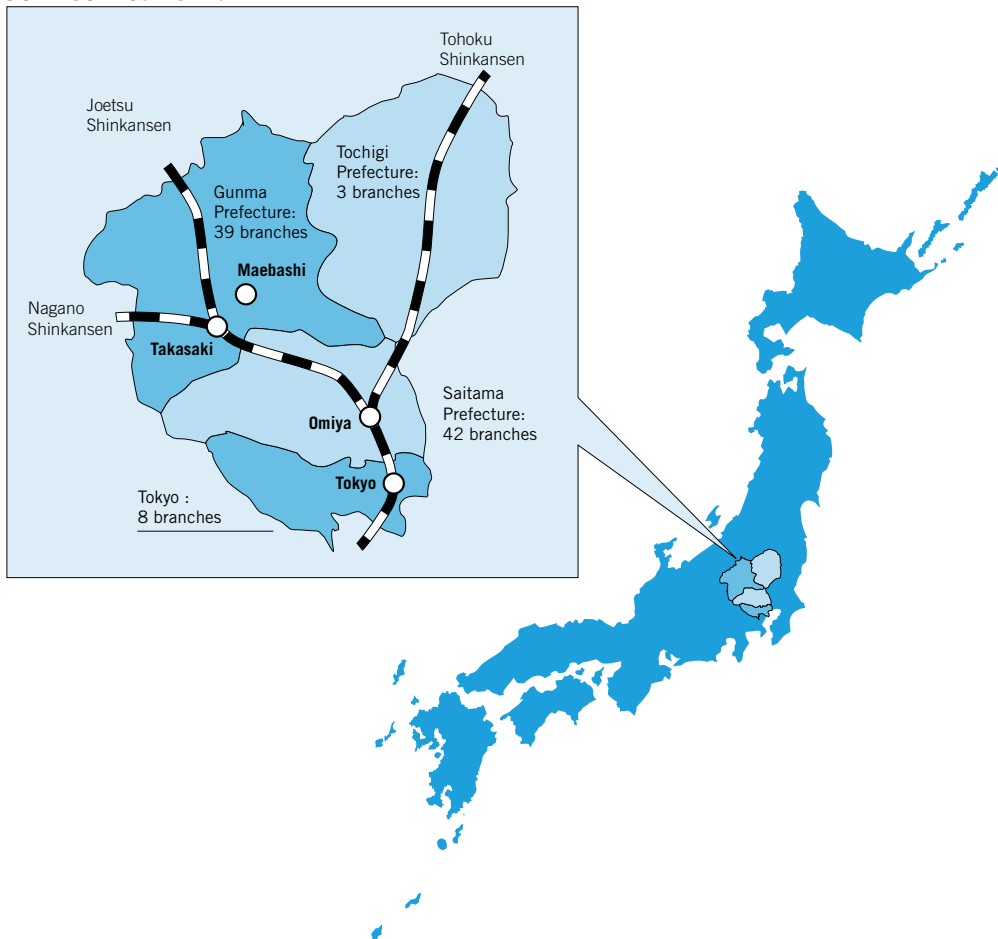 Tohoku
Shinkansen
Joetsu
Shinkansen
Tochigi
Prefecture:
3 branches
Gunma
Prefecture:
39 branches
Maebashi
Nagano
Shinkansen
Takasaki
Saitama
Prefecture:
42 branches
Omiya
Tokyo
Tokyo :
8 branches